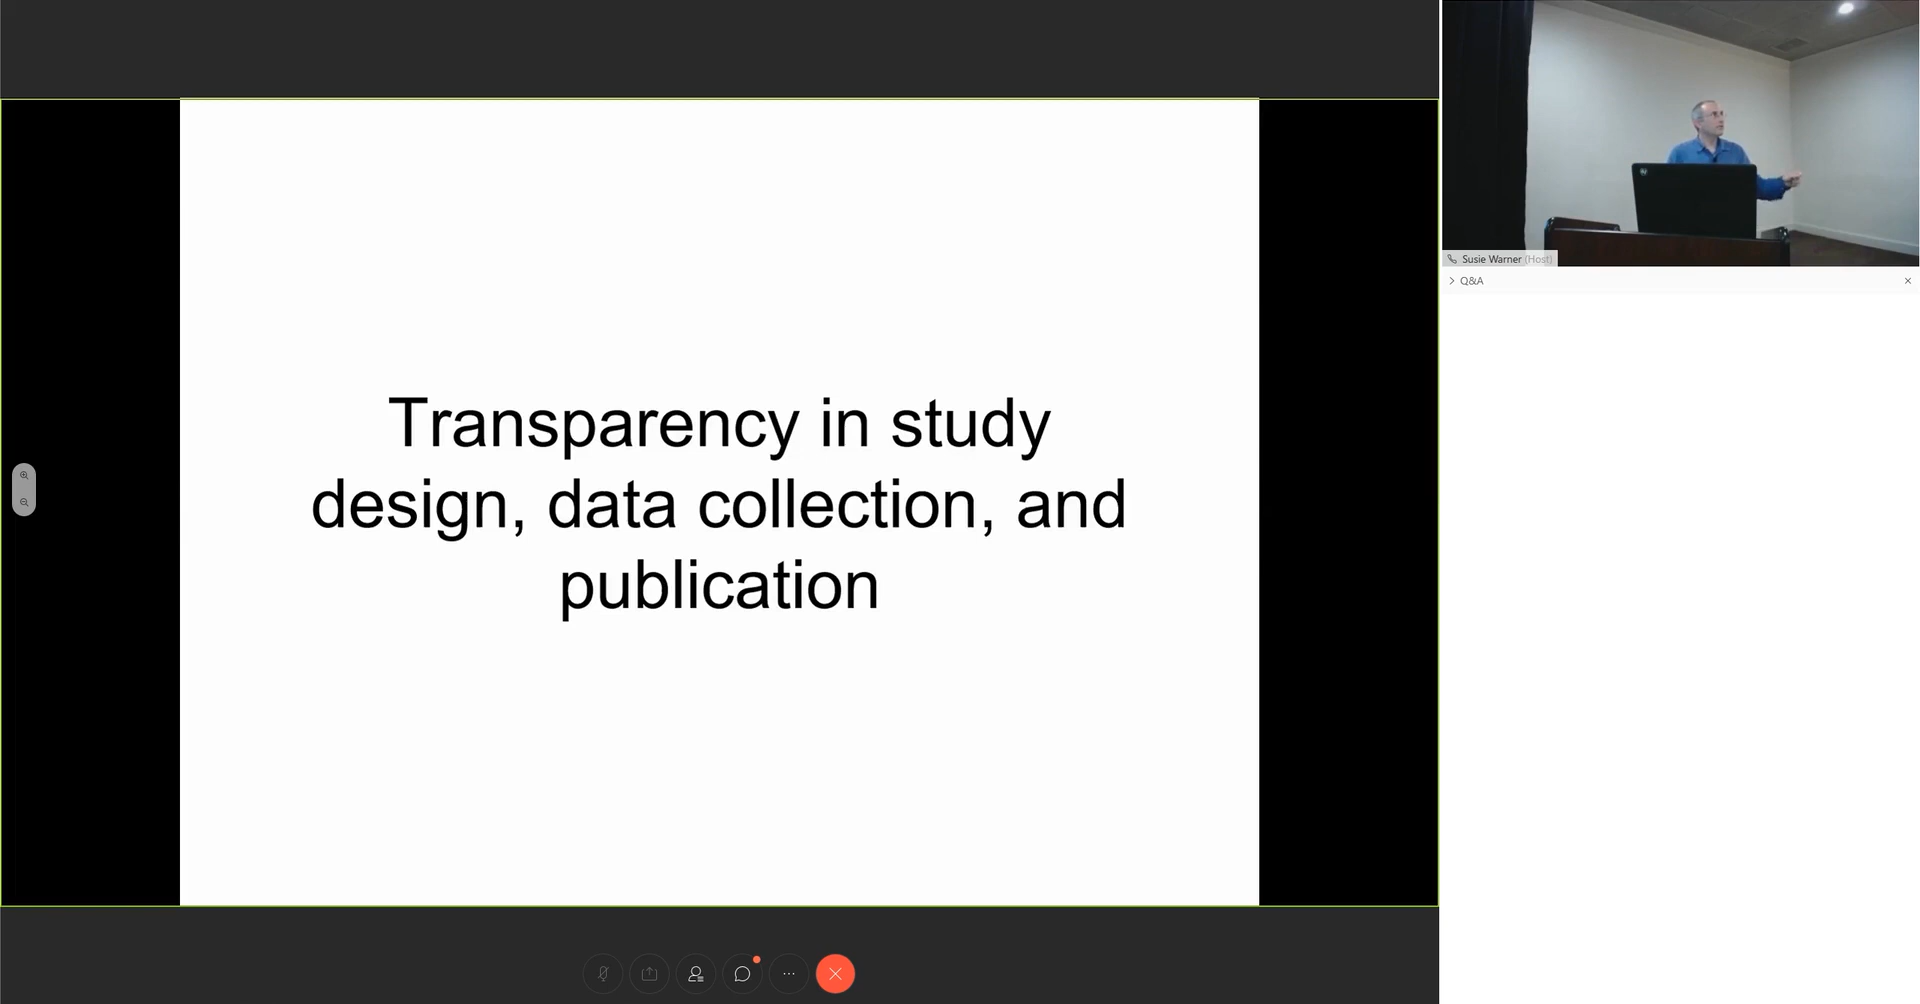 Transparency in study
design, data collection, and
publication
Susie Warner (Host)
Q&A